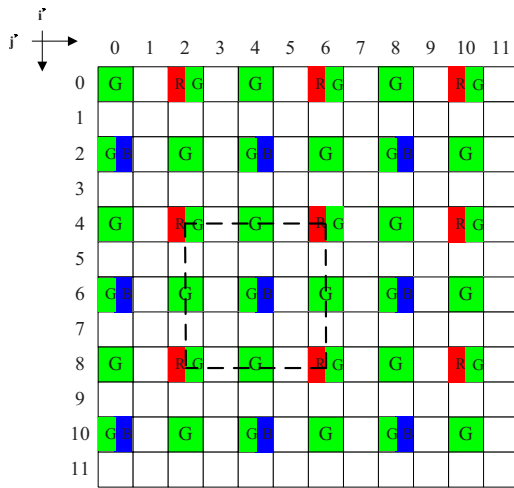 i'
j'
0 1 2 3 4 5 6 7 8 9 10 11
0 G R G G R G G R G
1
2 G B G G B G G B G
3
4 G R G G R G G R G
5
6 G B G G B G G B G
7
8 G R G G R G G R G
9
10 G B G G B G G B G
11